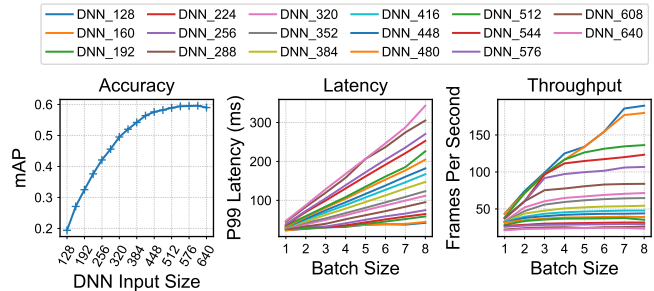 DNN_128 DNN_224 DNN_320 DNN_416 DNN_512 DNN_608
DNN_160 DNN_256 DNN_352 DNN_448 DNN_544 DNN_640
DNN_192 DNN_288 DNN_384 DNN_480 DNN_576
Accuracy Latency Throughput
mAP
0.6
0.5
0.4
0.3
0.2
128 192 256 320 384 448 512 576 640
DNN Input Size
P99 Latency (ms)
300
200
100
1 2 3 4 5 6 7 8
Batch Size
Frames Per Second
150
100
50
1 2 3 4 5 6 7 8
Batch Size